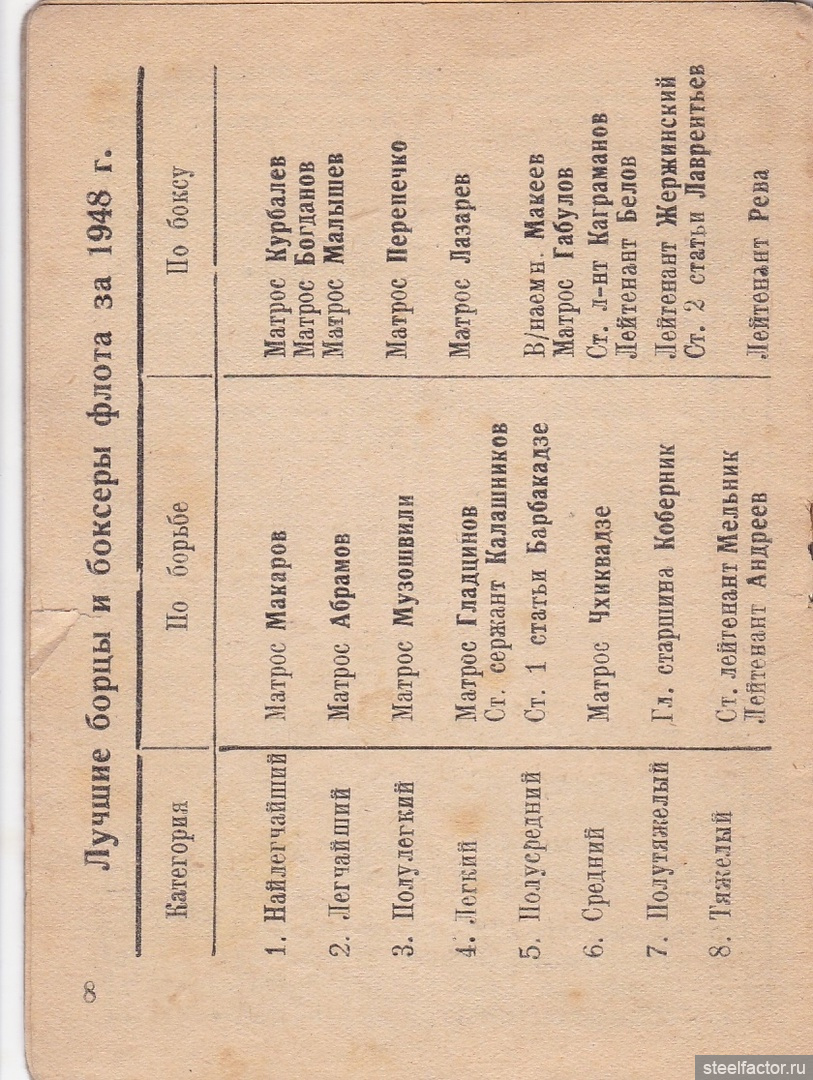 8
Лучшие борцы и боксеры флота за 1948 г.
Категория По борьбе По боксу
1. Найлегчайший Матрос Макаров Матрос Курбалев
Матрос Богданов
2. Легчайший Матрос Абрамов Матрос Малышев
3. Полулегкий Матрос Музошвили Матрос Перепечко
4. Легкий Матрос Гладцинов Матрос Лазарев
Ст. сержант Калашников
5. Полусредний Ст. 1 статьи Барбакадзе В/наемн. Макеев
Матрос Габулов
6. Средний Матрос Чхиквадзе Ст. л-нт Каграманов
Лейтенант Белов
7. Полутяжелый Гл. старшина Коберник Лейтенант Жержинский
Ст. 2 статьи Лаврентьев
8. Тяжелый Ст. лейтенант Мельник
Лейтенант Андреев Лейтенант Рева
steelfactor.ru